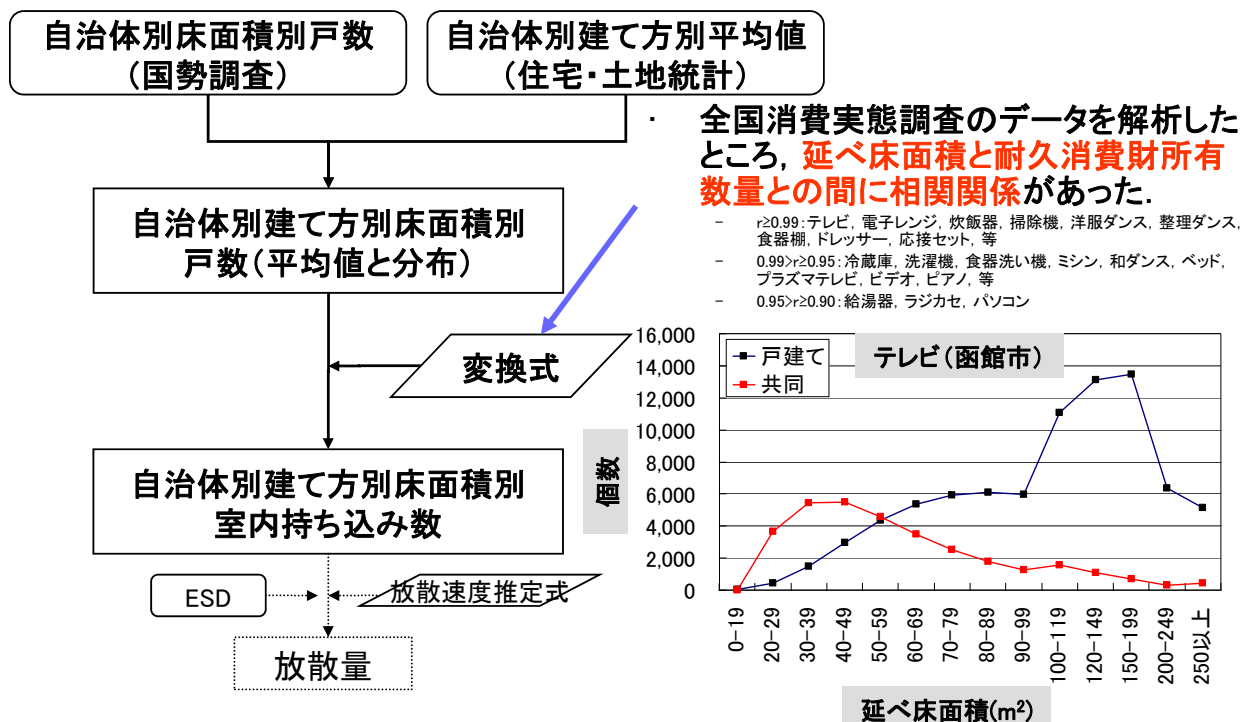 自治体別床面積別戸数
（国勢調査）
自治体別建て方別平均値
（住宅・土地統計）
自治体別建て方別床面積別
戸数（平均値と分布）
変換式
自治体別建て方別床面積別
室内持ち込み数
ESD
放散速度推定式
放散量
・ 全国消費実態調査のデータを解析した
ところ，延べ床面積と耐久消費財所有
数量との間に相関関係があった．
– r≥0.99：テレビ，電子レンジ，炊飯器，掃除機，洋服ダンス，整理ダンス，
食器棚，ドレッサー，応接セット，等
– 0.99>r≥0.95：冷蔵庫，洗濯機，食器洗い機，ミシン，和ダンス，ベッド，
プラズマテレビ，ビデオ，ピアノ，等
– 0.95>r≥0.90：給湯器，ラジカセ，パソコン
テレビ（函館市）
戸建て
共同
個数
16,000
14,000
12,000
10,000
8,000
6,000
4,000
2,000
0
0-19
20-29
30-39
40-49
50-59
60-69
70-79
80-89
90-99
100-119
120-149
150-199
200-249
250以上
延べ床面積(m²)